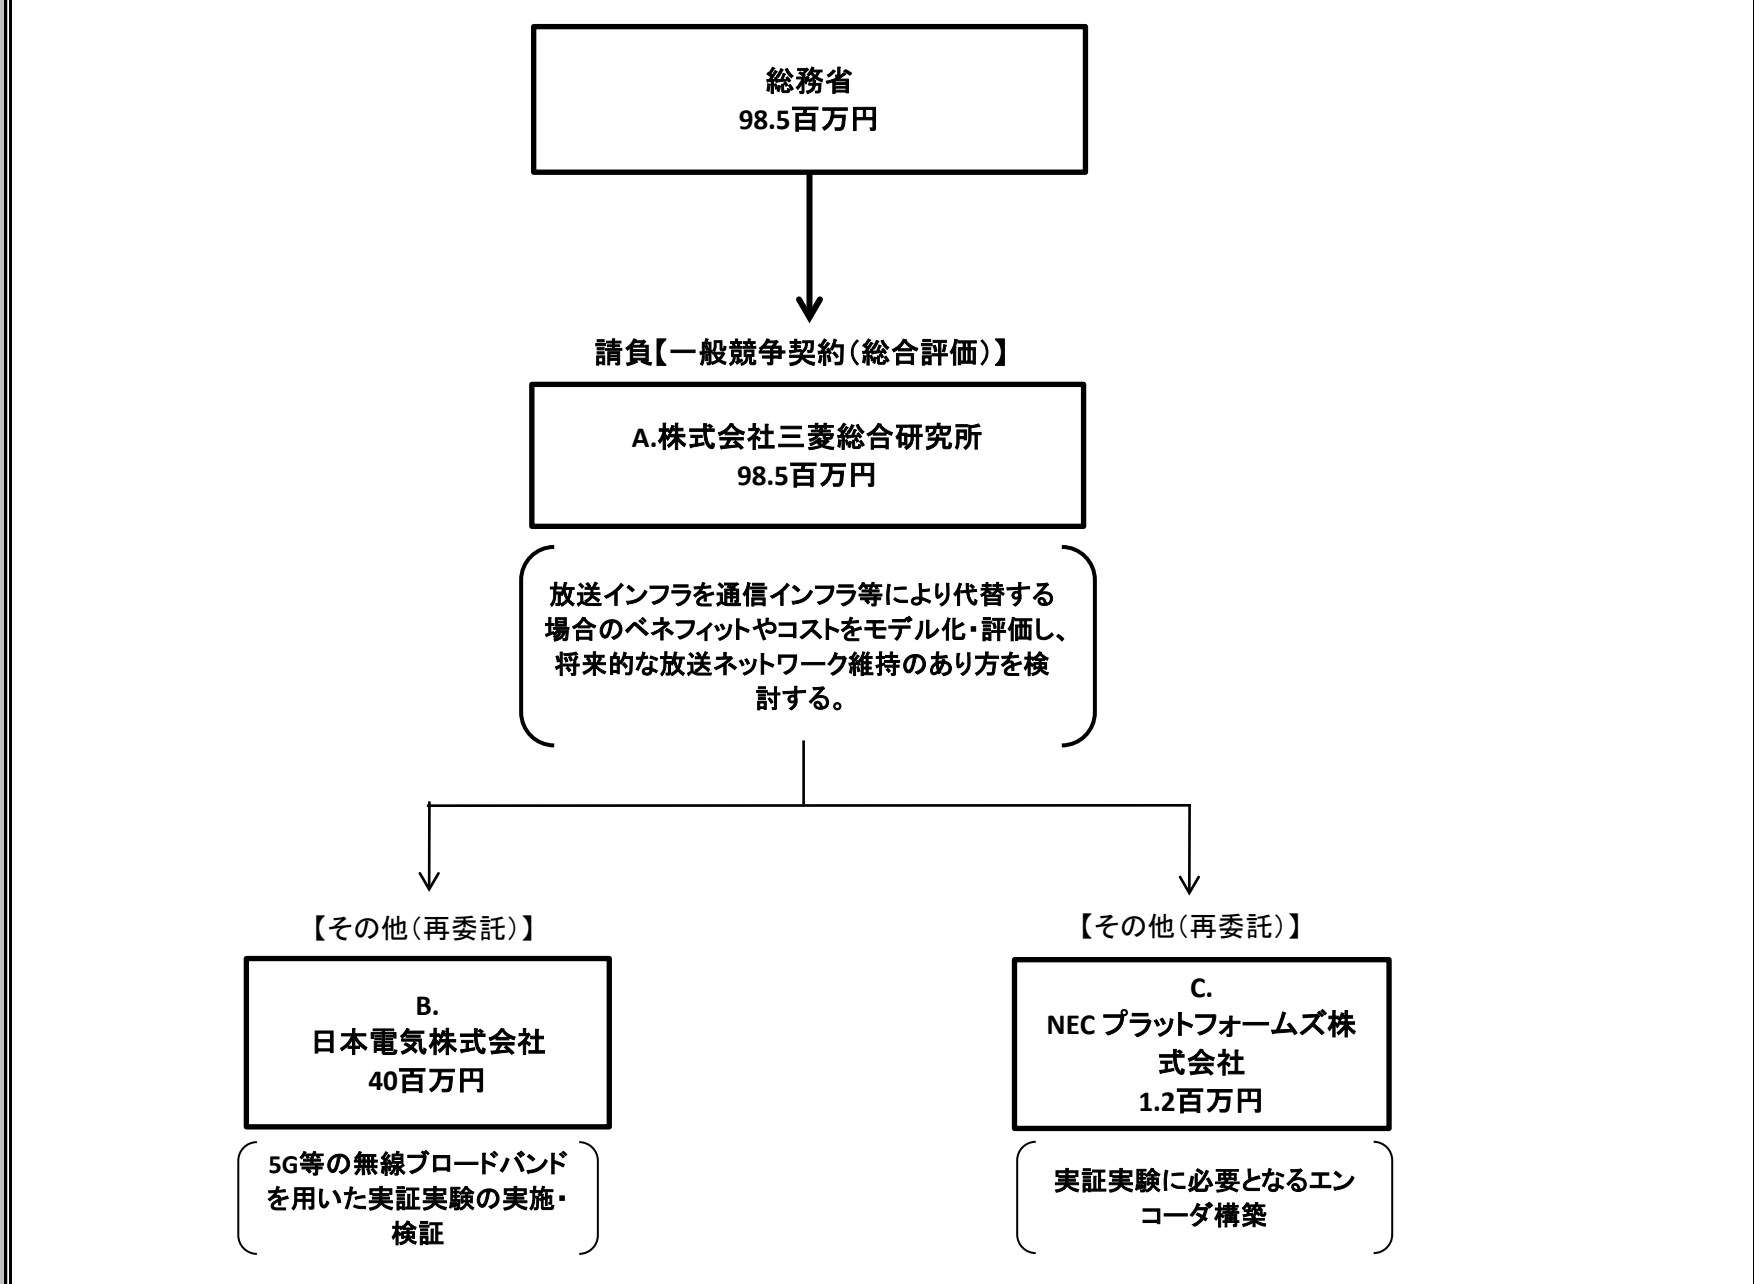 総務省
98.5百万円
請負【一般競争契約（総合評価）】
A.株式会社三菱総合研究所
98.5百万円
放送インフラを通信インフラ等により代替する
場合のベネフィットやコストをモデル化・評価し、
将来的な放送ネットワーク維持のあり方を検
討する。
【その他（再委託）】
B.
日本電気株式会社
40百万円
5G等の無線ブロードバンド
を用いた実証実験の実施・
検証
【その他（再委託）】
C.
NEC プラットフォームズ株
式会社
1.2百万円
実証実験に必要となるエン
コーダ構築